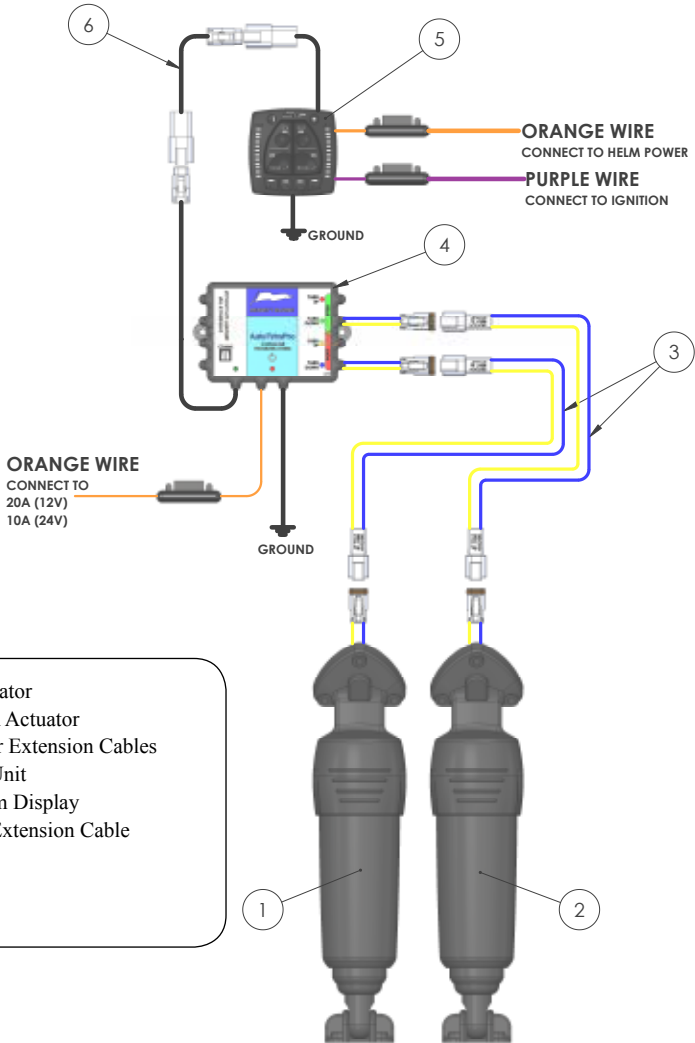 6
5
ORANGE WIRE
CONNECT TO HELM POWER
PURPLE WIRE
CONNECT TO IGNITION
GROUND
4
AutoTrimPro
3
ORANGE WIRE
CONNECT TO
20A (12V)
10A (24V)
GROUND
ator
Actuator
r Extension Cables
Unit
m Display
Extension Cable
1
2